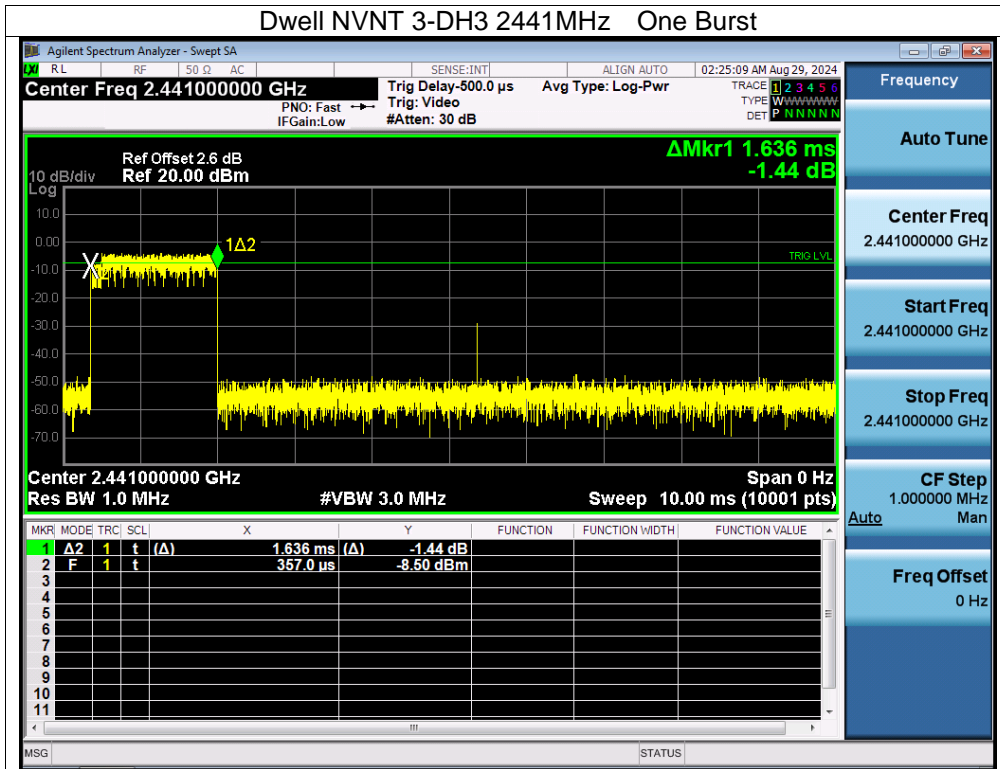 Dwell NVNT 3-DH3 2441MHz One Burst
Agilent Spectrum Analyzer - Swept SA
LXI RL RF 50 Ω AC SENSE:INT ALIGN AUTO 02:25:09 AM Aug 29, 2024
Center Freq 2.441000000 GHz
PNO: Fast
IFGain:Low
Trig Delay-500.0 µs
Trig: Video
#Atten: 30 dB
Avg Type: Log-Pwr
TRACE 1 2 3 4 5 6
TYPE WWWWWW
DET P N N N N N
ΔMkr1 1.636 ms
-1.44 dB
Ref Offset 2.6 dB
10 dB/div Ref 20.00 dBm
Log
10.0
0.00
-10.0
-20.0
-30.0
-40.0
-50.0
-60.0
-70.0
1Δ2
TRIG LVL
Center 2.441000000 GHz Span 0 Hz
Res BW 1.0 MHz #VBW 3.0 MHz Sweep 10.00 ms (10001 pts)
MKR MODE TRC SCL X Y FUNCTION FUNCTION WIDTH FUNCTION VALUE
1 Δ2 1 t (Δ) 1.636 ms (Δ) -1.44 dB
2 F 1 t 357.0 µs -8.50 dBm
3
4
5
6
7
8
9
10
11
MSG STATUS
Frequency
Auto Tune
Center Freq
2.441000000 GHz
Start Freq
2.441000000 GHz
Stop Freq
2.441000000 GHz
CF Step
1.000000 MHz
Auto Man
Freq Offset
0 Hz